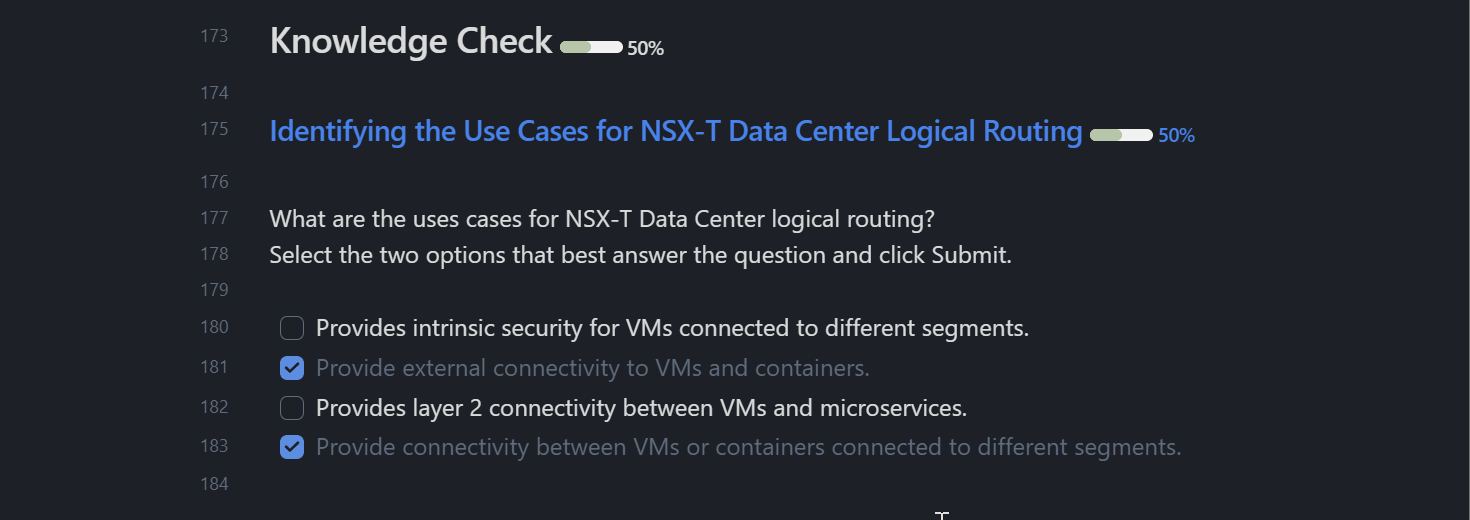 173 Knowledge Check 50%
174
175 Identifying the Use Cases for NSX-T Data Center Logical Routing 50%
176
177 What are the uses cases for NSX-T Data Center logical routing?
178 Select the two options that best answer the question and click Submit.
179
180 Provides intrinsic security for VMs connected to different segments.
181 Provide external connectivity to VMs and containers.
182 Provides layer 2 connectivity between VMs and microservices.
183 Provide connectivity between VMs or containers connected to different segments.
184